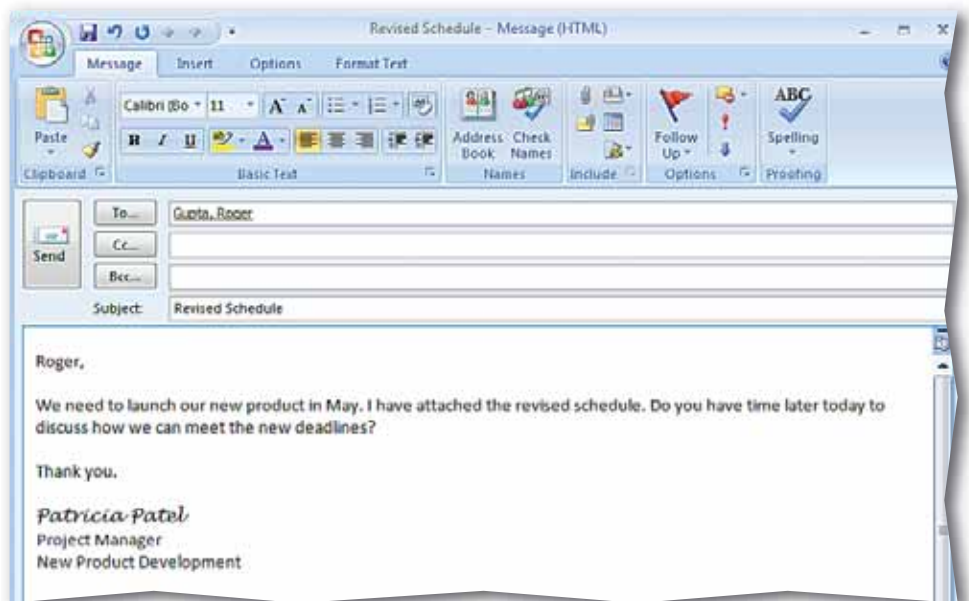 Revised Schedule – Message (HTML)
Message Insert Options Format Text
Calibri (Bo 11 A A
ABC
Paste
B I U A
Address Check Follow Spelling
Book Names Up
Clipboard Basic Text Names Include Options Proofing
To... Gupta, Roger
Cc...
Send
Bcc...
Subject: Revised Schedule
Roger,
We need to launch our new product in May. I have attached the revised schedule. Do you have time later today to
discuss how we can meet the new deadlines?
Thank you.
Patricia Patel
Project Manager
New Product Development